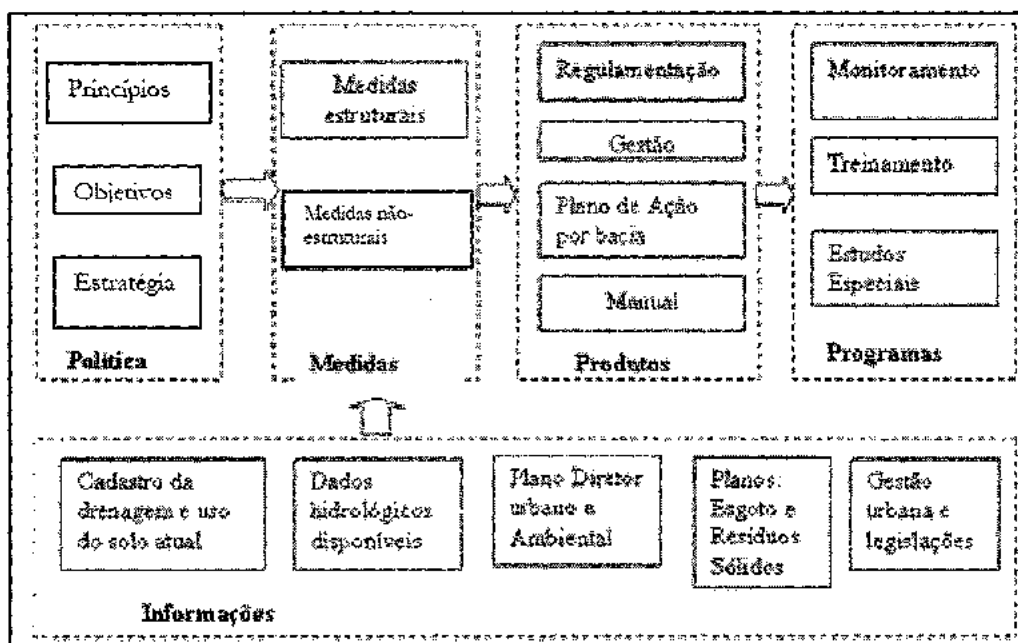 Princípios
Objetivos
Estratégia
Política
Medidas
estruturais
Medidas não-
estruturais
Medidas
Regulamentação
Gestão
Plano de Ação
por bacia
Manual
Produtos
Monitoramento
Treinamento
Estudos
Especiais
Programas
Cadastro da
drenagem e uso
do solo atual
Dados
hidrológicos
disponíveis
Plano Diretor
urbano e
Ambiental
Planos:
Esgoto e
Resíduos
Sólidos
Gestão
urbana e
legislações
Informações